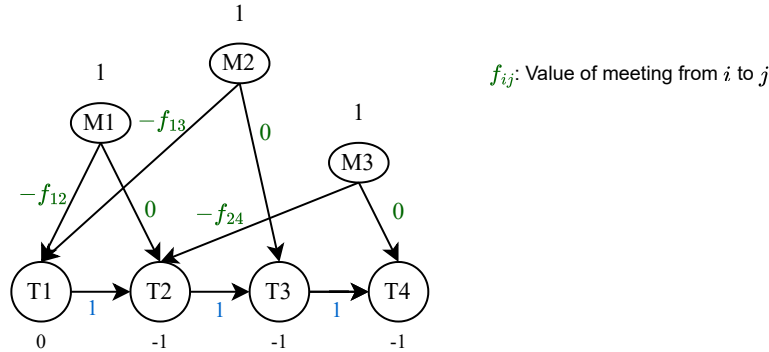 1
M2
1
M1
1
M3
f_{ij}: Value of meeting from i to j
-f_{13}
0
-f_{12}
0
-f_{24}
0
T1
T2
T3
T4
1
1
1
0
-1
-1
-1